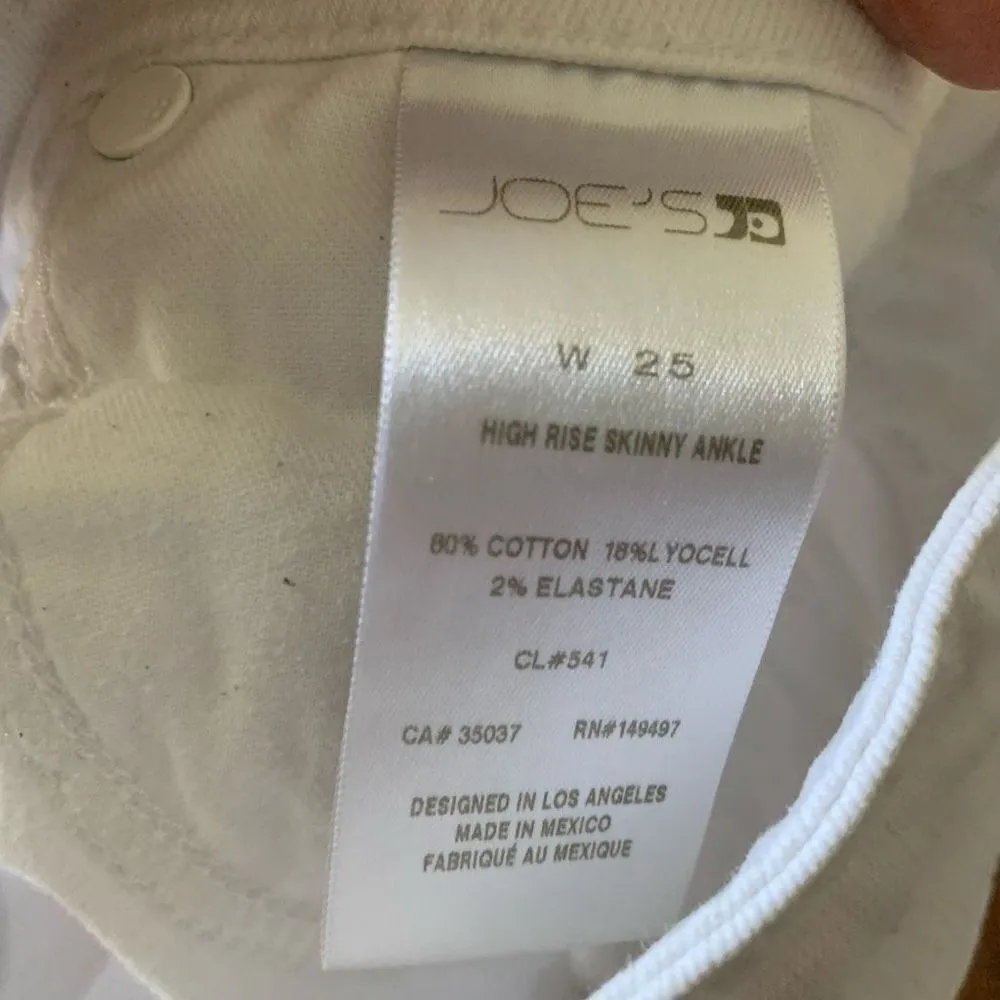 JOE'S
W 25
HIGH RISE SKINNY ANKLE
80% COTTON 18%LYOCELL
2% ELASTANE
CL#541
CA# 35037 RN#149497
DESIGNED IN LOS ANGELES
MADE IN MEXICO
FABRIQUÉ AU MEXIQUE